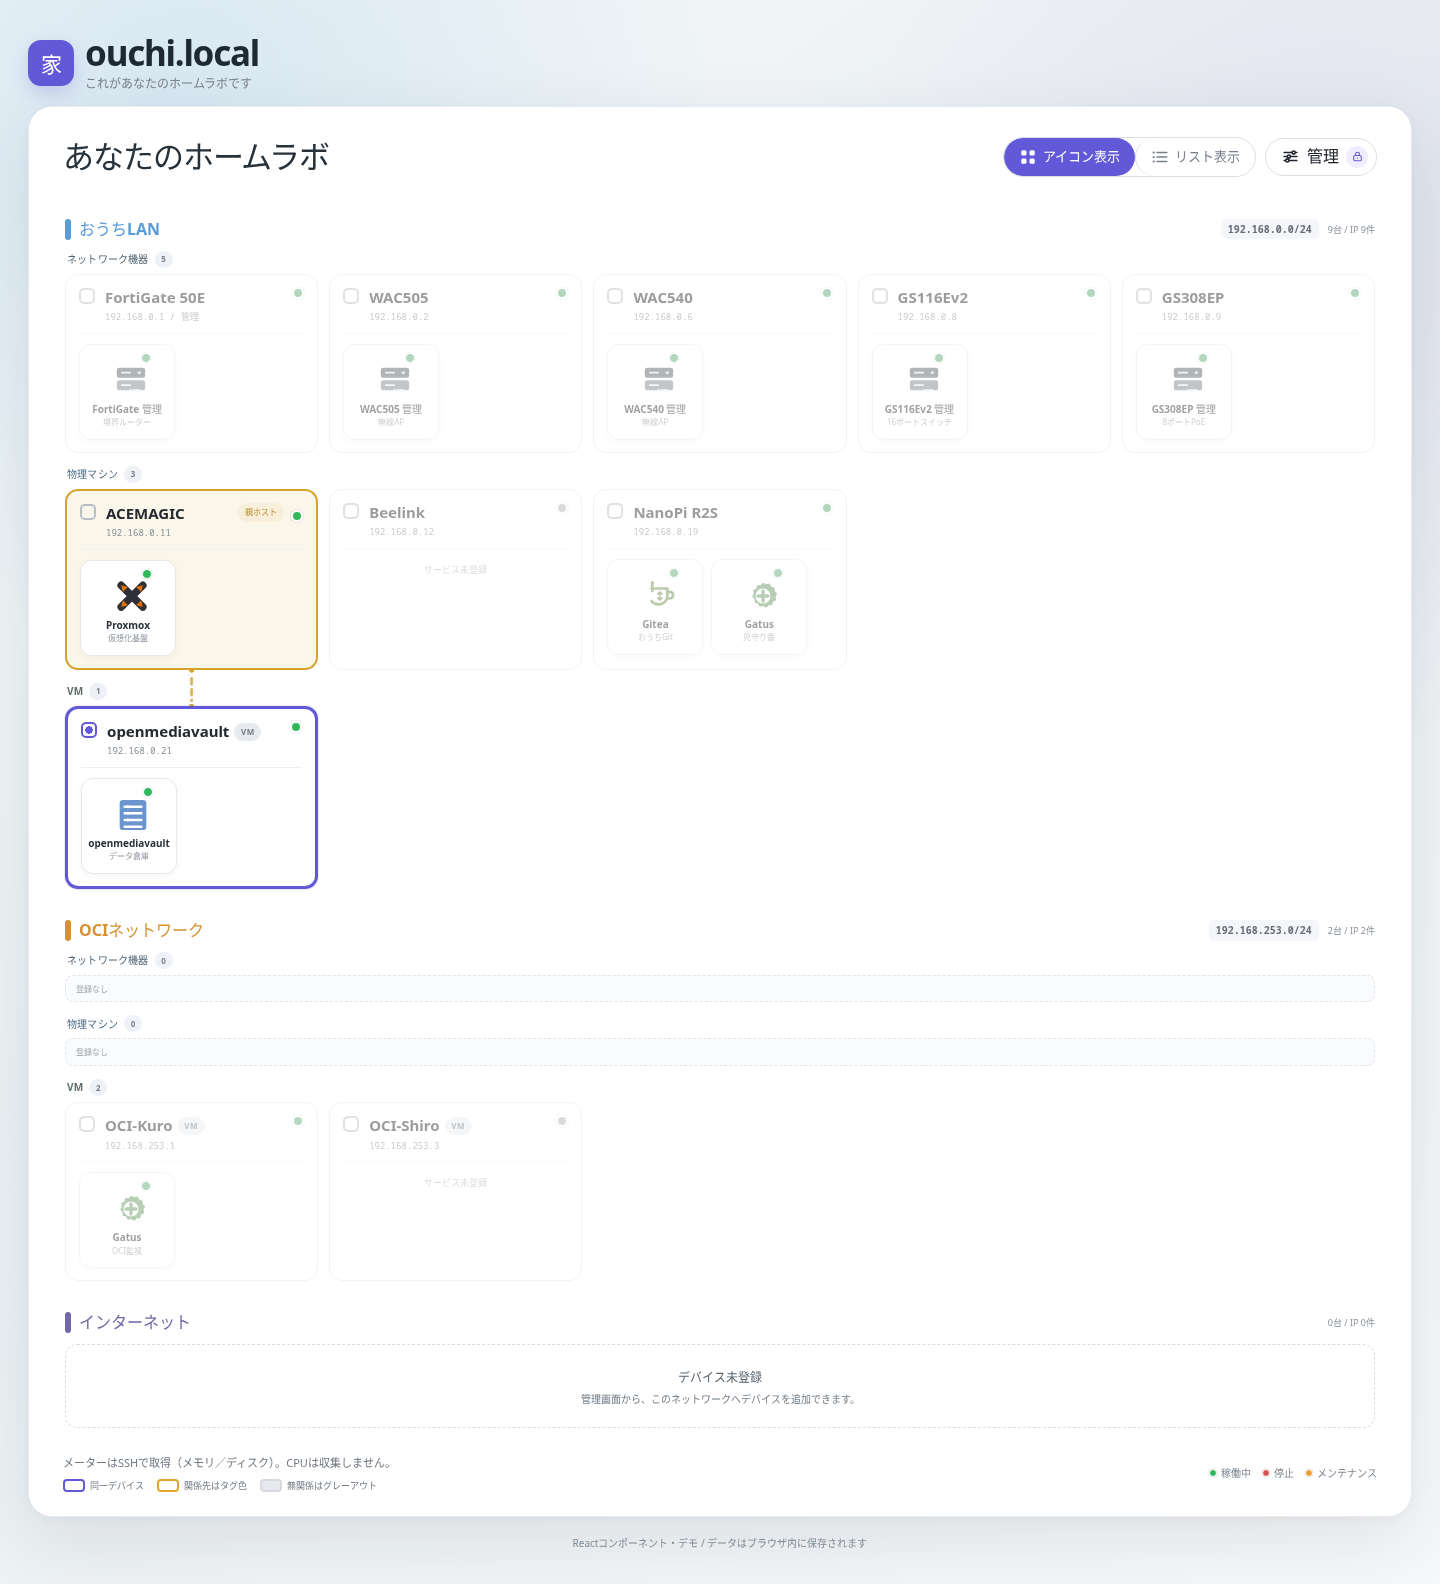 家
ouchi.local
これがあなたのホームラボです
あなたのホームラボ
アイコン表示
リスト表示
管理
おうちLAN
192.168.0.0/24
9台 / IP 9件
ネットワーク機器 5
FortiGate 50E
192.168.0.1 / 管理
FortiGate 管理
境界ルーター
WAC505
192.168.0.2
WAC505 管理
無線AP
WAC540
192.168.0.6
WAC540 管理
無線AP
GS116Ev2
192.168.0.8
GS116Ev2 管理
16ポートスイッチ
GS308EP
192.168.0.9
GS308EP 管理
8ポートPoE
物理マシン 3
ACEMAGIC
親ホスト
192.168.0.11
Proxmox
仮想化基盤
Beelink
192.168.0.12
サービス未登録
NanoPi R2S
192.168.0.19
Gitea
おうちGit
Gatus
見守り番
VM 1
openmediavault VM
192.168.0.21
openmediavault
データ倉庫
OCIネットワーク
192.168.253.0/24
2台 / IP 2件
ネットワーク機器 0
登録なし
物理マシン 0
登録なし
VM 2
OCI-Kuro VM
192.168.253.1
Gatus
OCI監視
OCI-Shiro VM
192.168.253.3
サービス未登録
インターネット
0台 / IP 0件
デバイス未登録
管理画面から、このネットワークへデバイスを追加できます。
メーターはSSHで取得（メモリ／ディスク）。CPUは収集しません。
同一デバイス
関係先はタグ色
無関係はグレーアウト
稼働中
停止
メンテナンス
Reactコンポーネント・デモ / データはブラウザ内に保存されます